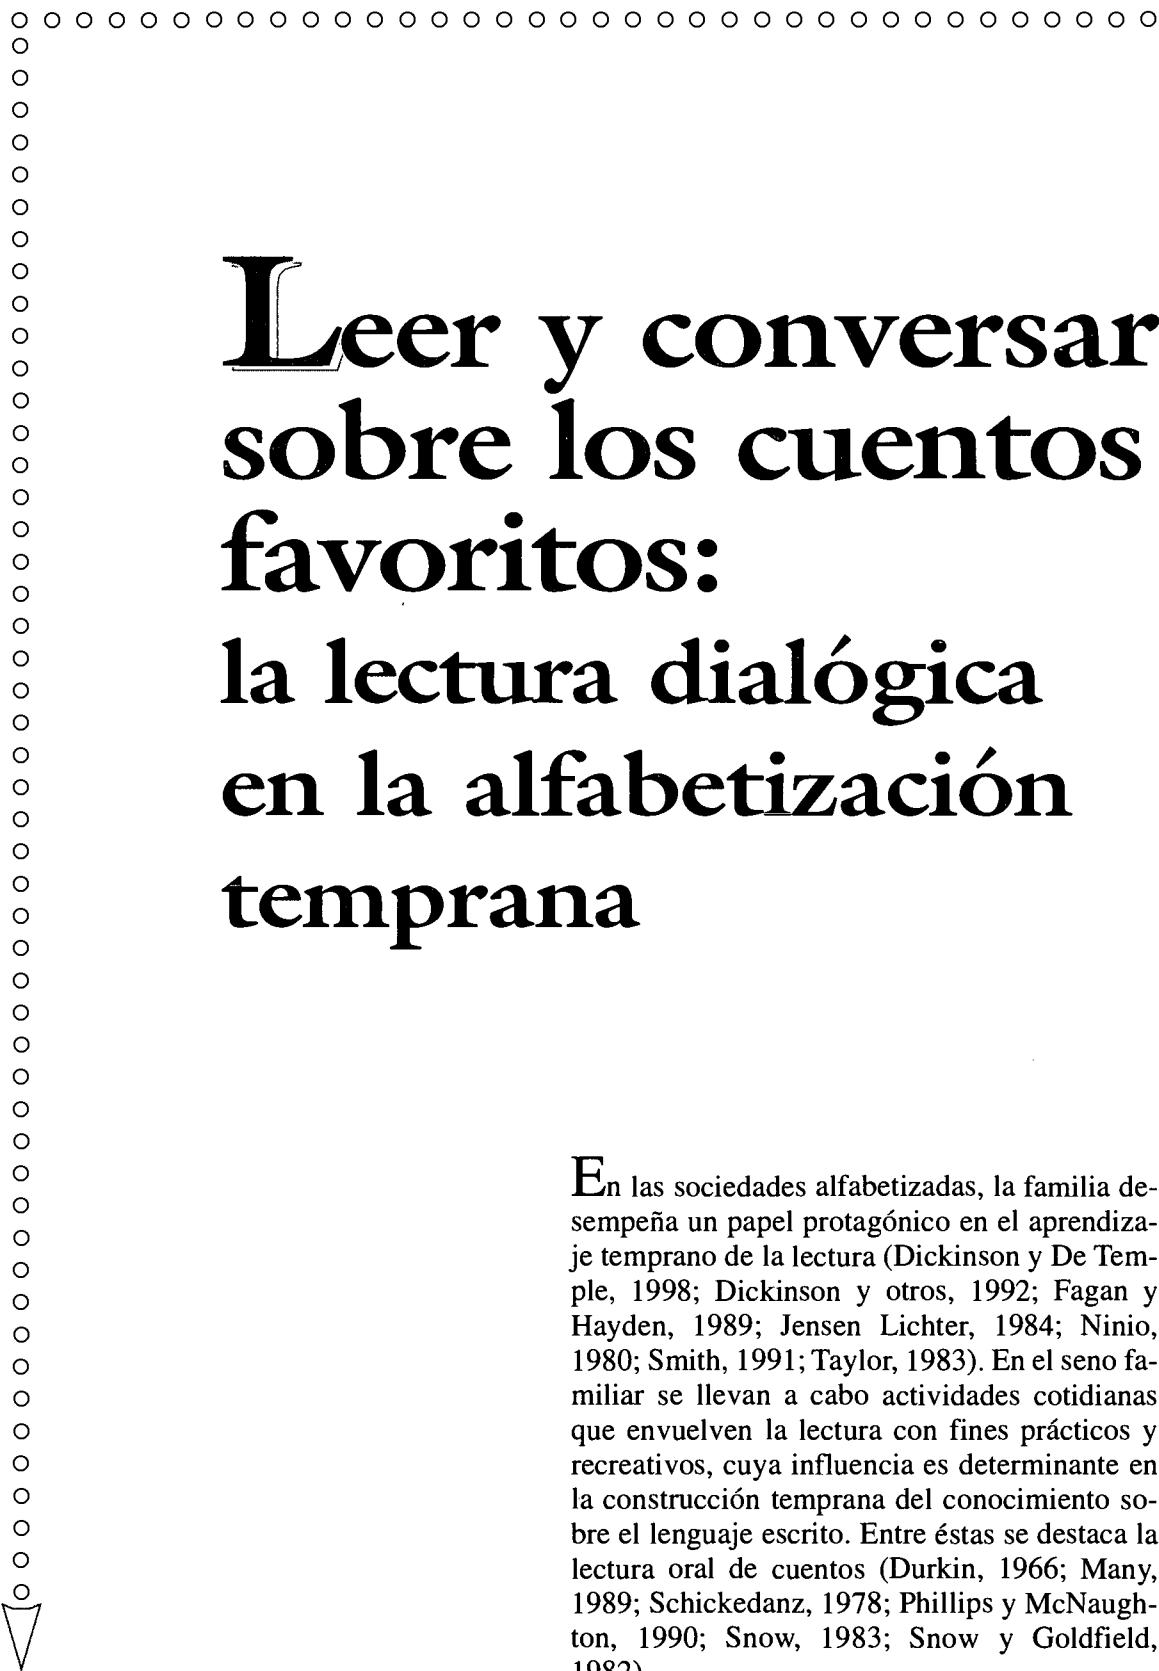 Leer y conversar
sobre los cuentos
favoritos:
la lectura dialógica
en la alfabetización
temprana
En las sociedades alfabetizadas, la familia de-
sempeña un papel protagónico en el aprendiza-
je temprano de la lectura (Dickinson y De Tem-
ple, 1998; Dickinson y otros, 1992; Fagan y
Hayden, 1989; Jensen Lichter, 1984; Ninio,
1980; Smith, 1991; Taylor, 1983). En el seno fa-
miliar se llevan a cabo actividades cotidianas
que envuelven la lectura con fines prácticos y
recreativos, cuya influencia es determinante en
la construcción temprana del conocimiento so-
bre el lenguaje escrito. Entre éstas se destaca la
lectura oral de cuentos (Durkin, 1966; Many,
1989; Schickedanz, 1978; Phillips y McNaugh-
ton, 1990; Snow, 1983; Snow y Goldfield,
1982)